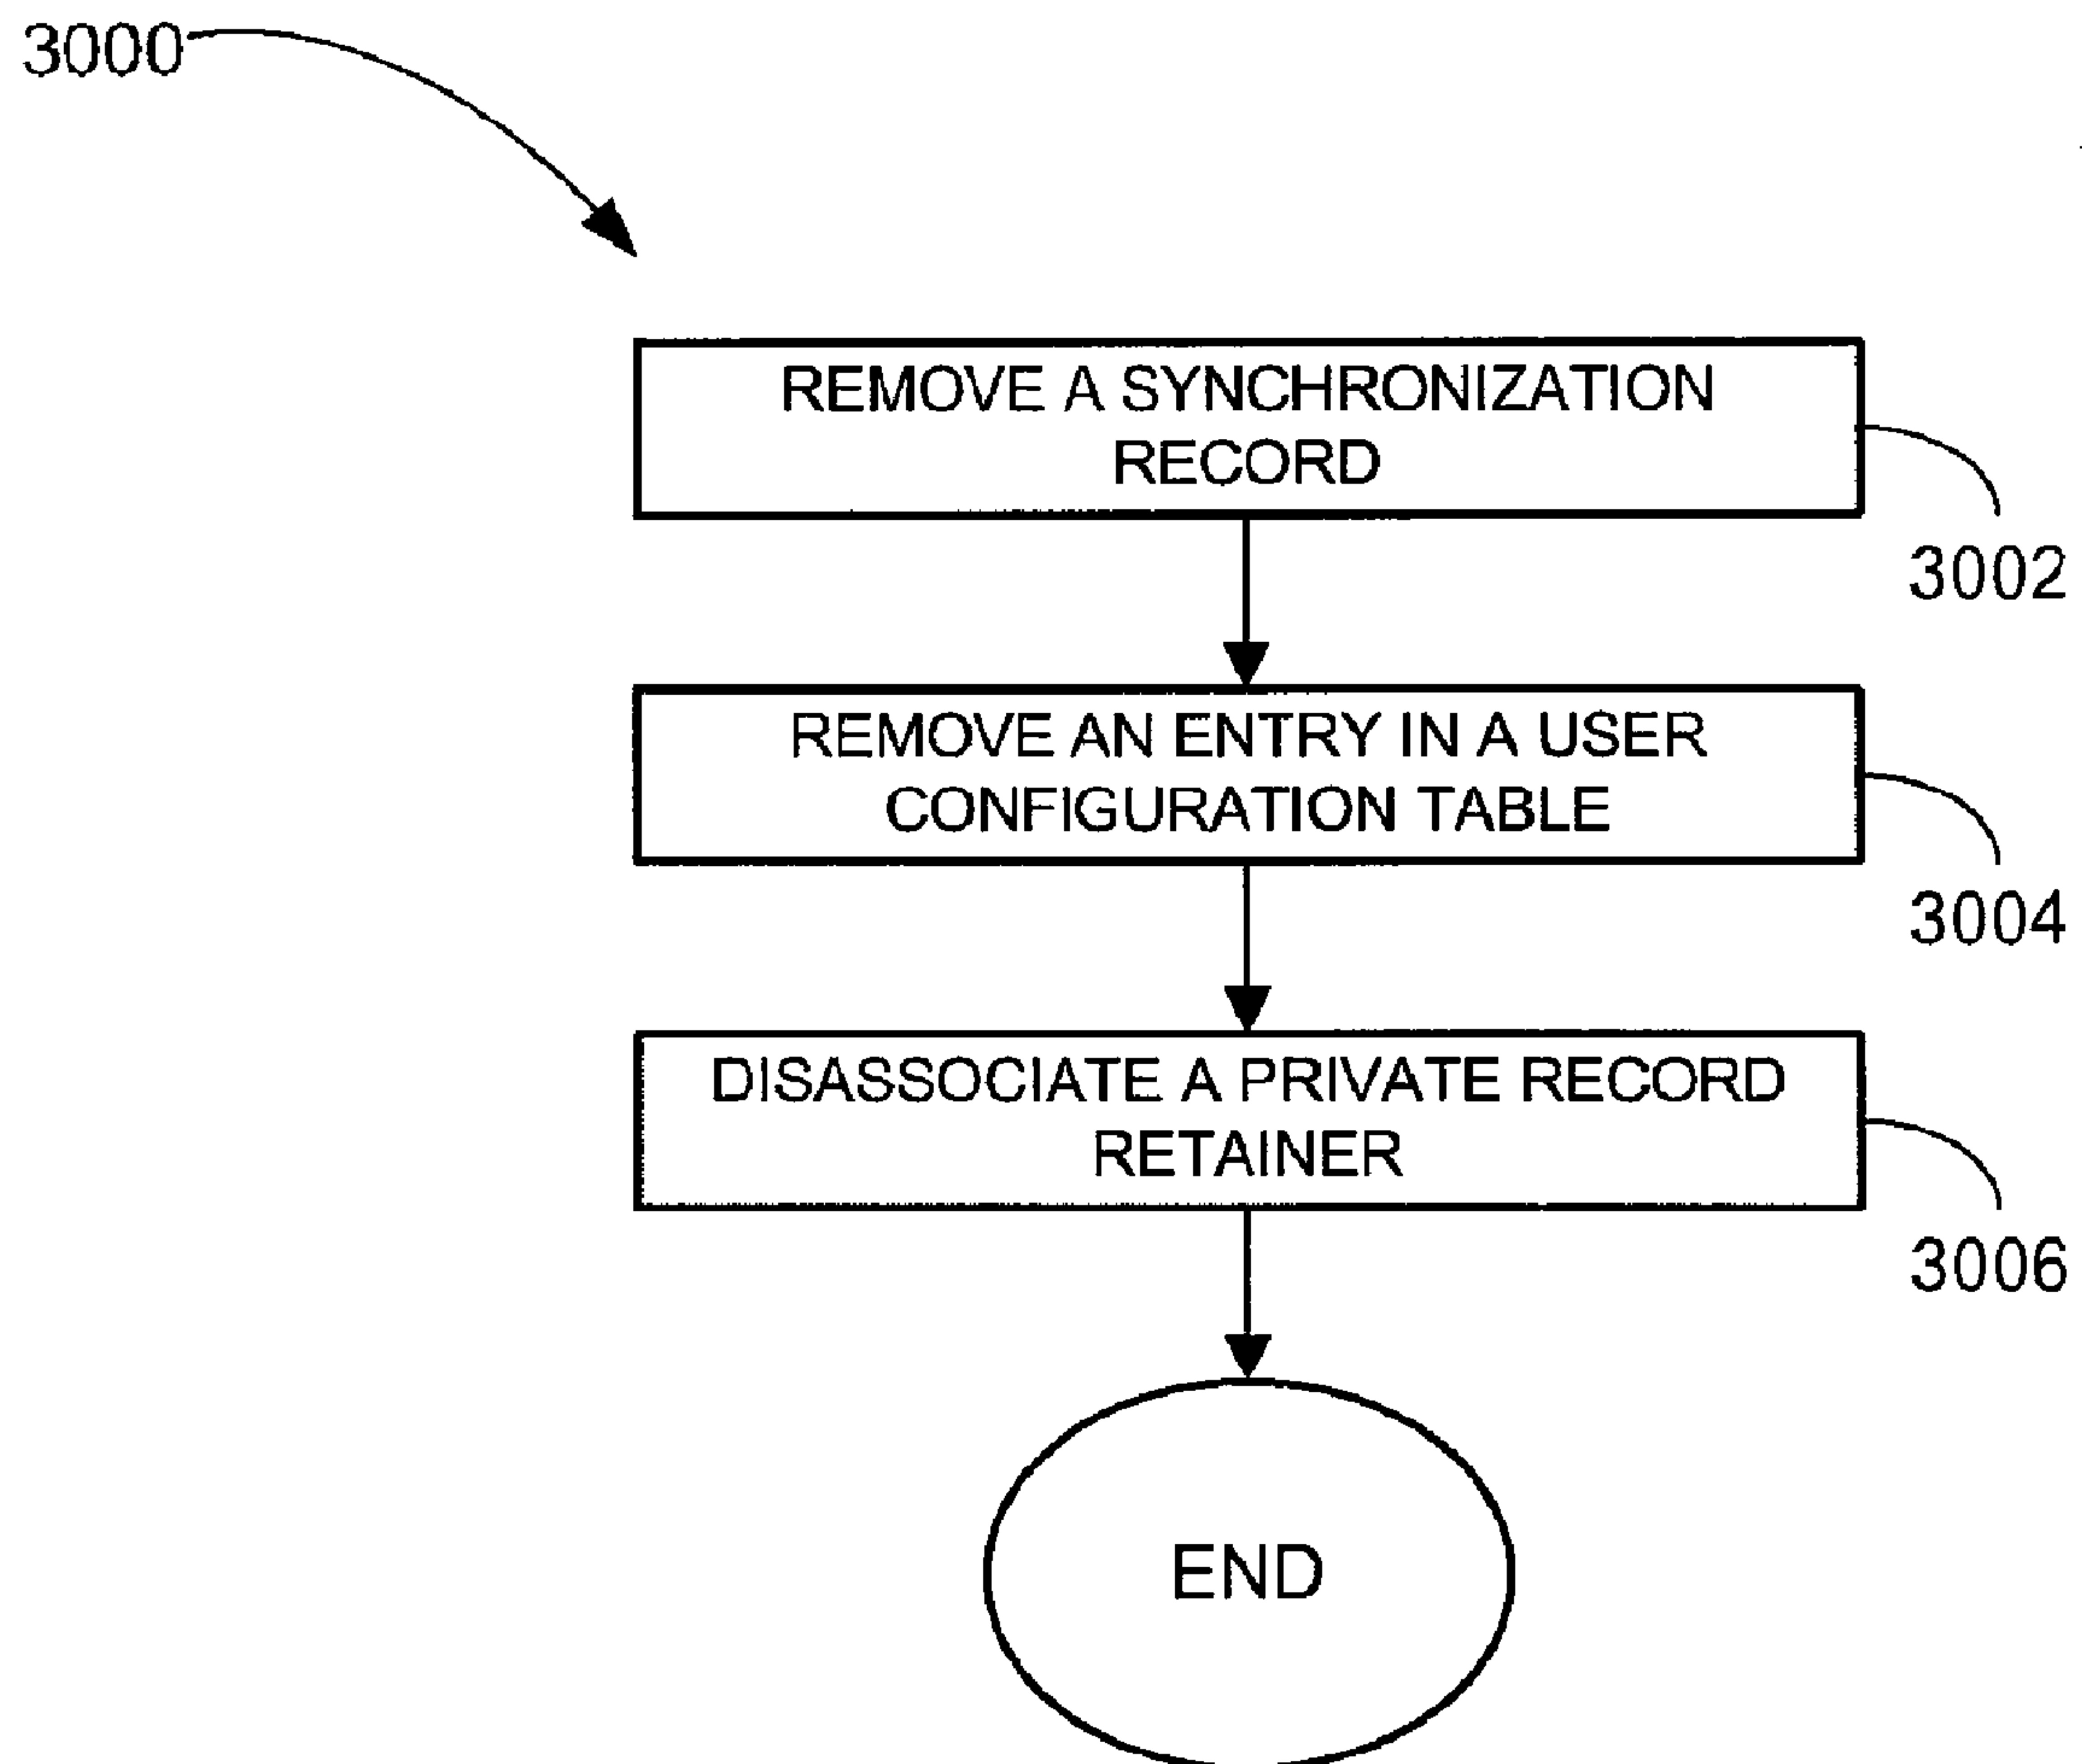 3000
REMOVE A SYNCHRONIZATION
RECORD
3002
REMOVE AN ENTRY IN A USER
CONFIGURATION TABLE
3004
DISASSOCIATE A PRIVATE RECORD
RETAINER
3006
END